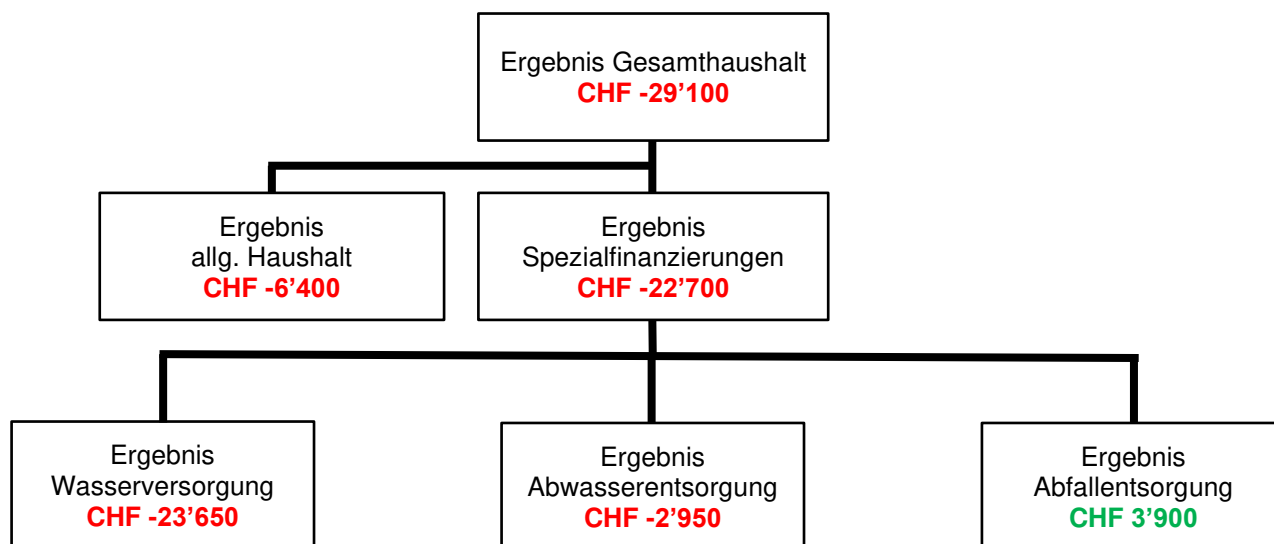 Ergebnis Gesamthaushalt
CHF -29’100
Ergebnis
allg. Haushalt
CHF -6’400
Ergebnis
Spezialfinanzierungen
CHF -22’700
Ergebnis
Wasserversorgung
CHF -23’650
Ergebnis
Abwasserentsorgung
CHF -2’950
Ergebnis
Abfallentsorgung
CHF 3’900